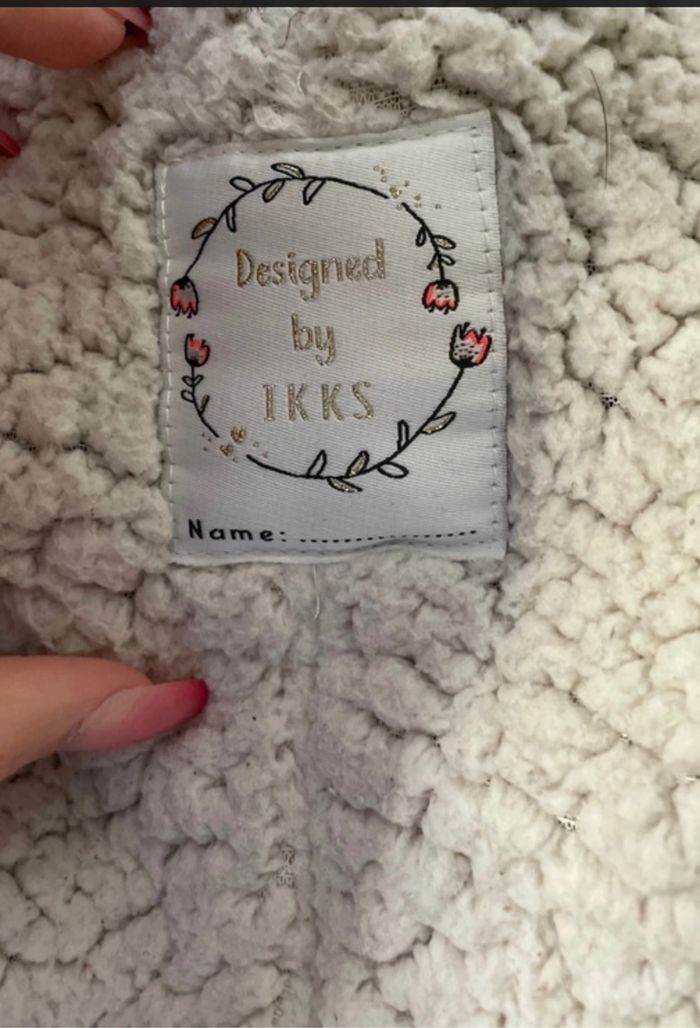 Designed
by
IKKS
Name: ..................